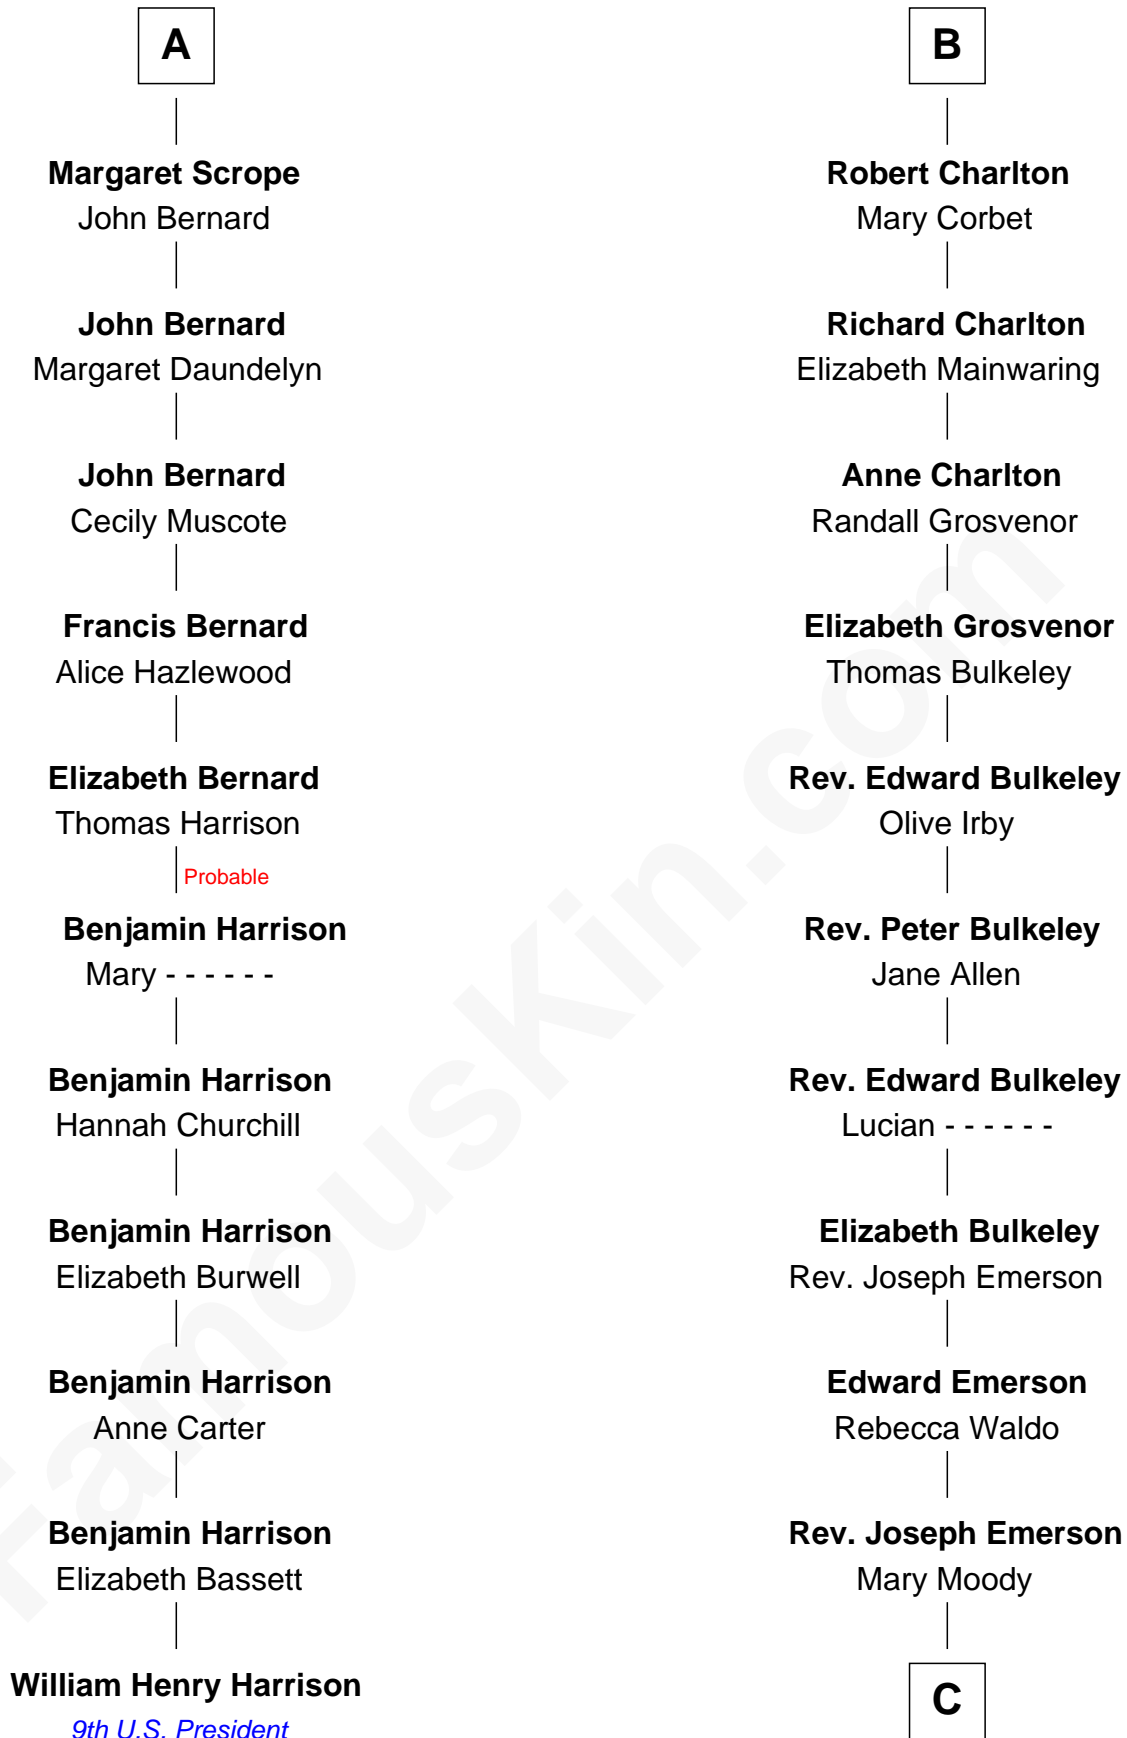 A
Margaret Scrope
John Bernard
John Bernard
Margaret Daundelyn
John Bernard
Cecily Muscote
Francis Bernard
Alice Hazlewood
Elizabeth Bernard
Thomas Harrison
Probable
Benjamin Harrison
Mary - - - - - -
Benjamin Harrison
Hannah Churchill
Benjamin Harrison
Elizabeth Burwell
Benjamin Harrison
Anne Carter
Benjamin Harrison
Elizabeth Bassett
William Henry Harrison
9th U.S. President
B
Robert Charlton
Mary Corbet
Richard Charlton
Elizabeth Mainwaring
Anne Charlton
Randall Grosvenor
Elizabeth Grosvenor
Thomas Bulkeley
Rev. Edward Bulkeley
Olive Irby
Rev. Peter Bulkeley
Jane Allen
Rev. Edward Bulkeley
Lucian - - - - - -
Elizabeth Bulkeley
Rev. Joseph Emerson
Edward Emerson
Rebecca Waldo
Rev. Joseph Emerson
Mary Moody
C
FamousKin.com